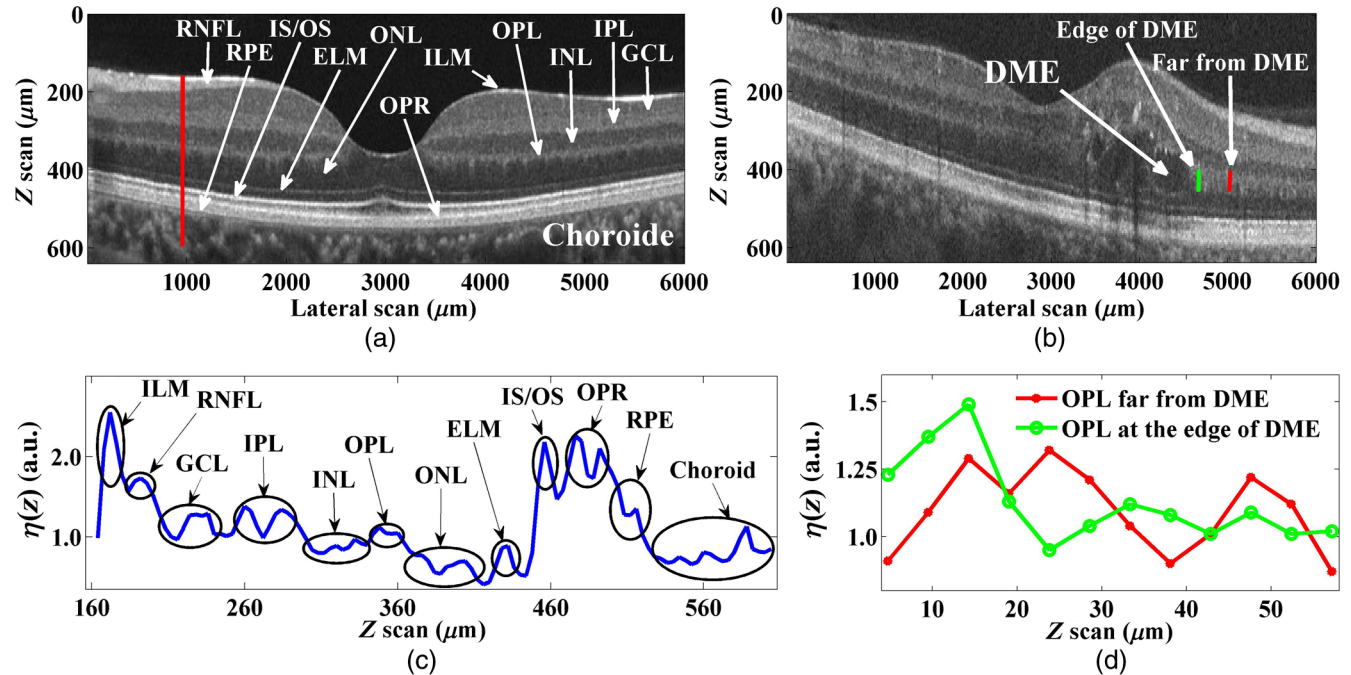 0
200
400
600
Z scan (μm)
RNFL
IS/OS
ONL
OPL
IPL
RPE
ELM
ILM
INL
GCL
OPR
Choroide
1000 2000 3000 4000 5000 6000
Lateral scan (μm)
(a)
0
200
400
600
Z scan (μm)
Edge of DME
DME
Far from DME
1000 2000 3000 4000 5000 6000
Lateral scan (μm)
(b)
2.0
1.0
η(z) (a.u.)
ILM
RNFL
GCL
IPL
INL
OPL
ONL
ELM
IS/OS
OPR
RPE
Choroid
160 260 360 460 560
Z scan (μm)
(c)
1.5
1.25
1.0
η(z) (a.u.)
OPL far from DME
OPL at the edge of DME
10 20 30 40 50
Z scan (μm)
(d)